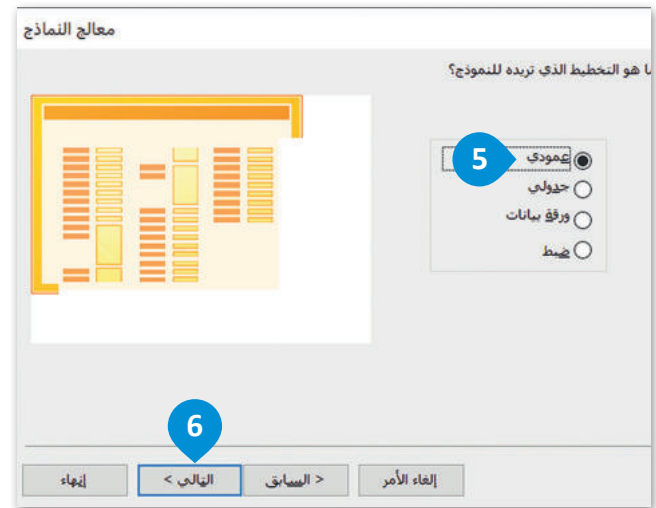 معالج النماذج
ما هو التخطيط الذي تريده للنموذج؟
5
عمودي
جدولي
ورقة بيانات
ضبط
6
إلغاء الأمر
< السابق
التالي >
إنهاء